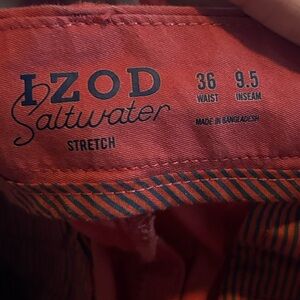 IZOD
Saltwater
STRETCH
36 9.5
WAIST INSEAM
MADE IN BANGLADESH